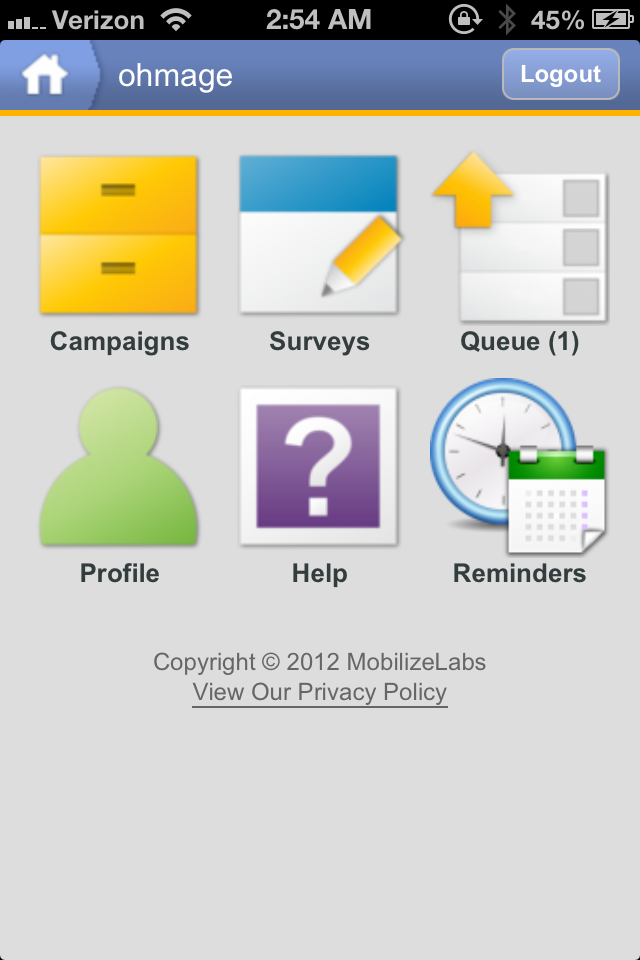 Verizon 2:54 AM 45%
ohmage Logout
Campaigns Surveys Queue (1)
?
Profile Help Reminders
Copyright © 2012 MobilizeLabs
View Our Privacy Policy